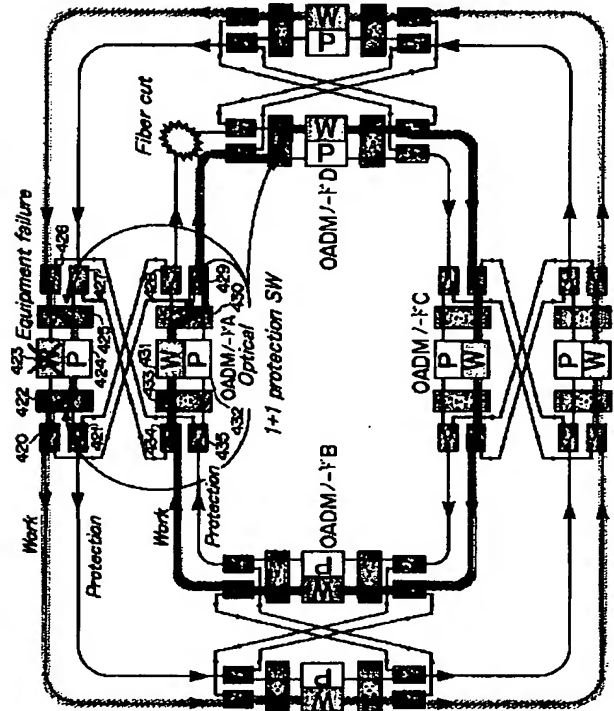 Work
Protection
420
421
422
423
424
425
426
427
Equipment failure
P
Work
Protection
434
435
433
432
431
W
P
428
429
430
OADMノードA
Optical
1+1 protection SW
Fiber cut
W
P
W
P
OADMノードD
OADMノードB
W
P
W
P
OADMノードC
P
W
P
W